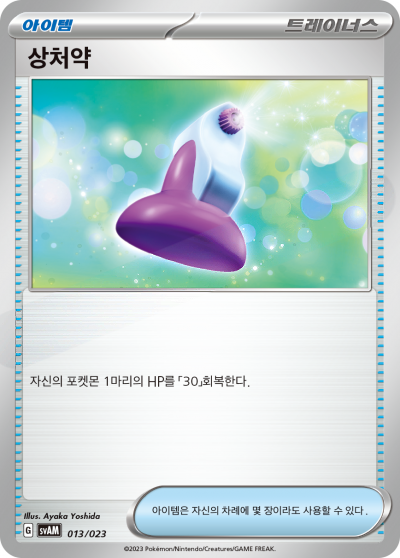 아이템 트레이너스
상처약
자신의 포켓몬 1마리의 HP를 「30」회복한다.
Illus. Ayaka Yoshida
G svAM 013/023
아이템은 자신의 차례에 몇 장이라도 사용할 수 있다.
©2023 Pokémon/Nintendo/Creatures/GAME FREAK.